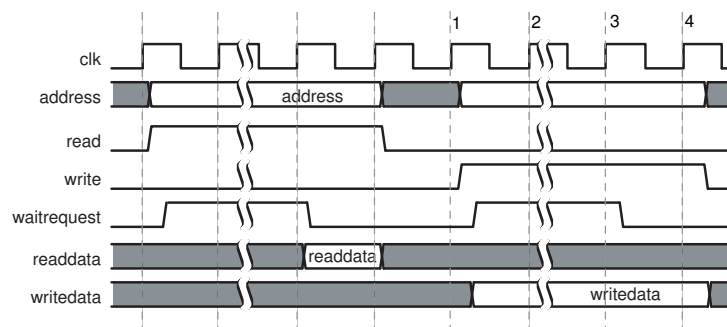 1 2 3 4
clk
address address
read
write
waitrequest
readdata readdata
writedata writedata